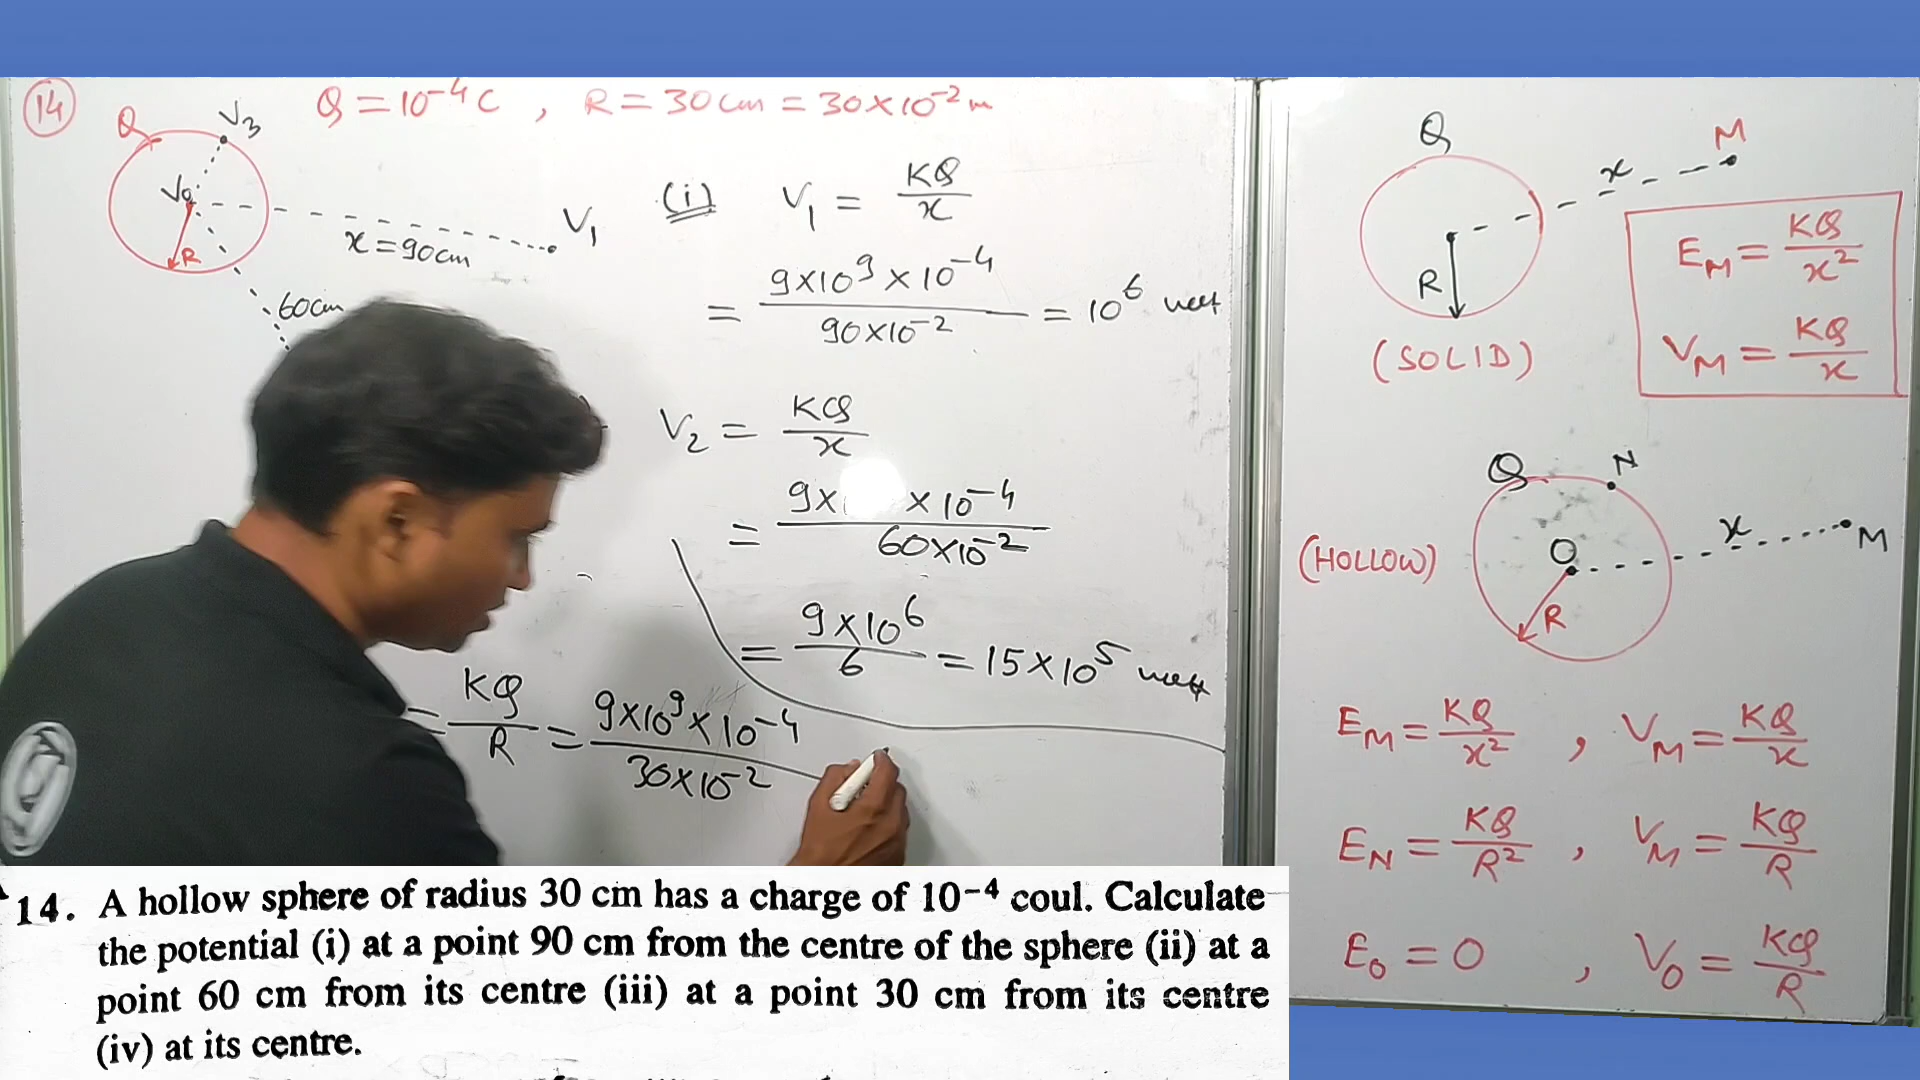 14
Q = 10⁻⁴ C , R = 30 cm = 30×10⁻² m
Q
V₃
V₀
R
x = 90cm
V₁
60cm
(i) V₁ = KQ/x
= 9×10⁹×10⁻⁴ / 90×10⁻² = 10⁶ volt
V₂ = KQ/x
= 9× ×10⁻⁴ / 60×10⁻²
= 9×10⁶ / 6 = 15×10⁵ volt
= KQ/R = 9×10⁹×10⁻⁴ / 30×10⁻²
Q
M
x
R
(SOLID)
E_M = KQ/x²
V_M = KQ/x
Q
N
(HOLLOW)
O
x
M
R
E_M = KQ/x² , V_M = KQ/x
E_N = KQ/R² , V_M = KQ/R
E₀ = 0 , V₀ = KQ/R
14. A hollow sphere of radius 30 cm has a charge of 10⁻⁴ coul. Calculate
the potential (i) at a point 90 cm from the centre of the sphere (ii) at a
point 60 cm from its centre (iii) at a point 30 cm from its centre
(iv) at its centre.